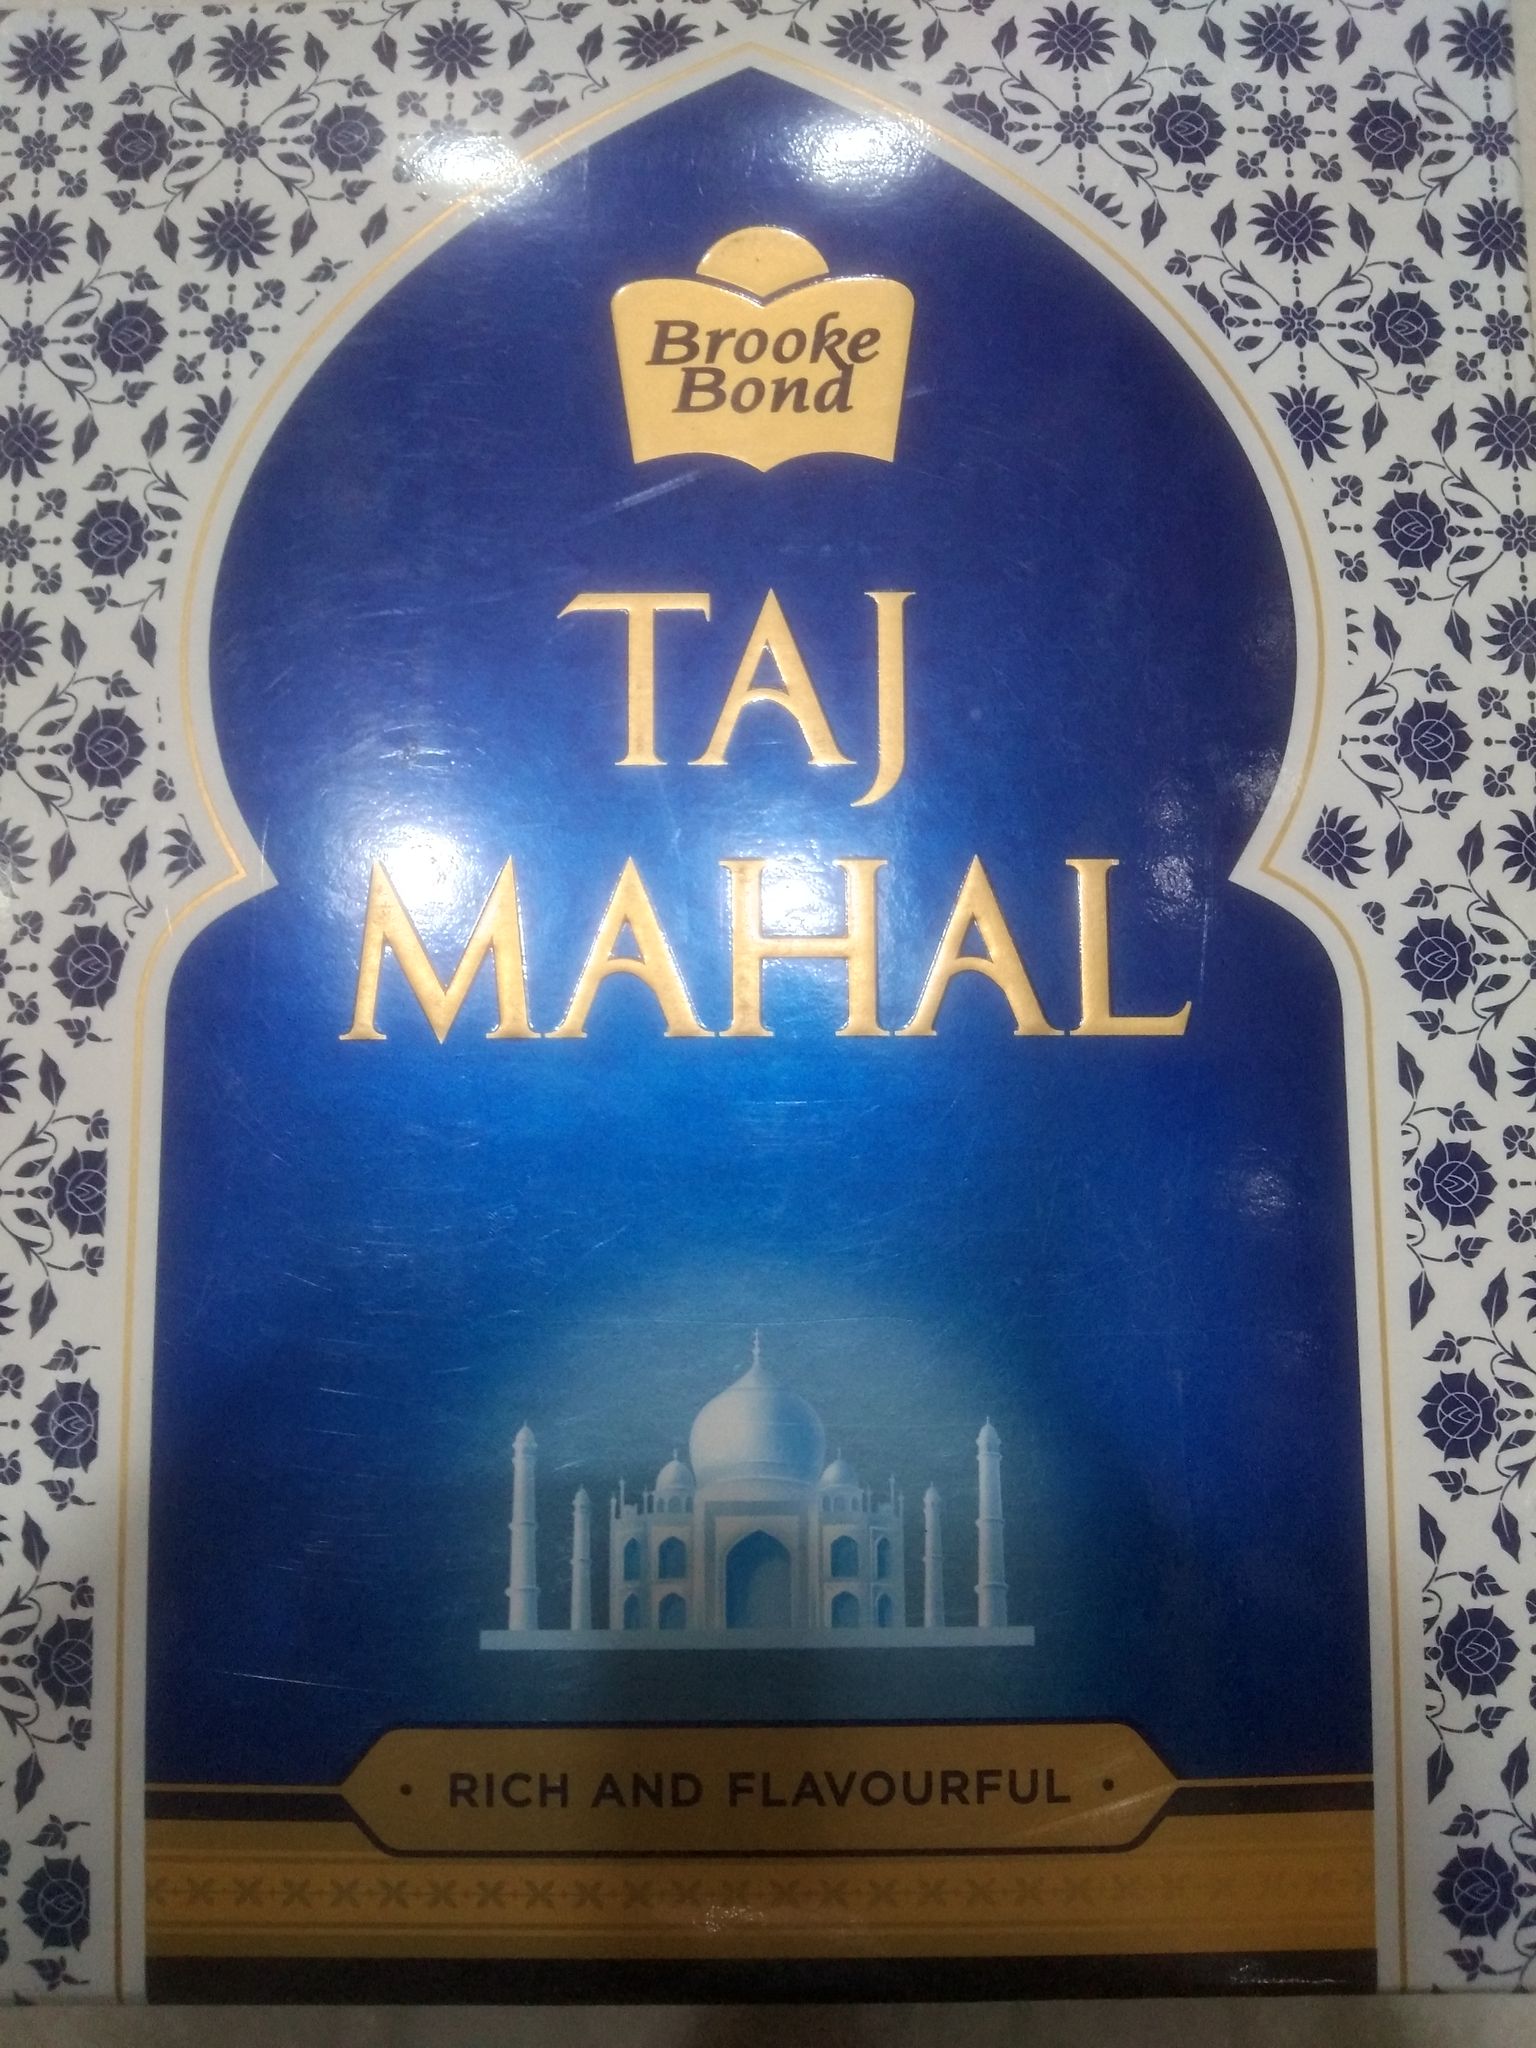 Brooke
Bond
TAJ
MAHAL
• RICH AND FLAVOURFUL •